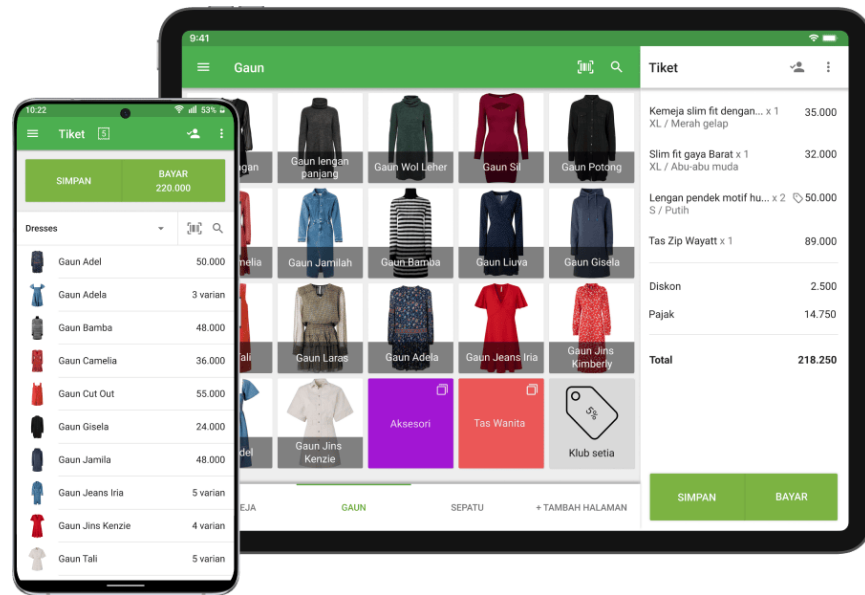 10:22
53%
Tiket 5
SIMPAN
BAYAR
220.000
Dresses
Gaun Adel 50.000
Gaun Adela 3 varian
Gaun Bamba 48.000
Gaun Camelia 36.000
Gaun Cut Out 55.000
Gaun Gisela 24.000
Gaun Jamila 48.000
Gaun Jeans Iria 5 varian
Gaun Jins Kenzie 4 varian
Gaun Tali 5 varian
9:41
Gaun
Gaun lengan
panjang
Gaun Wol Leher
Gaun Sil
Gaun Potong
Gaun Jamilah
Gaun Bamba
Gaun Liuva
Gaun Gisela
Gaun Laras
Gaun Adela
Gaun Jeans Iria
Gaun Jins
Kimberly
Gaun Jins
Kenzie
Aksesori
Tas Wanita
5%
Klub setia
EJA
GAUN
SEPATU
+ TAMBAH HALAMAN
Tiket
Kemeja slim fit dengan... x 1 35.000
XL / Merah gelap
Slim fit gaya Barat x 1 32.000
XL / Abu-abu muda
Lengan pendek motif hu... x 2 50.000
S / Putih
Tas Zip Wayatt x 1 89.000
Diskon 2.500
Pajak 14.750
Total 218.250
SIMPAN
BAYAR